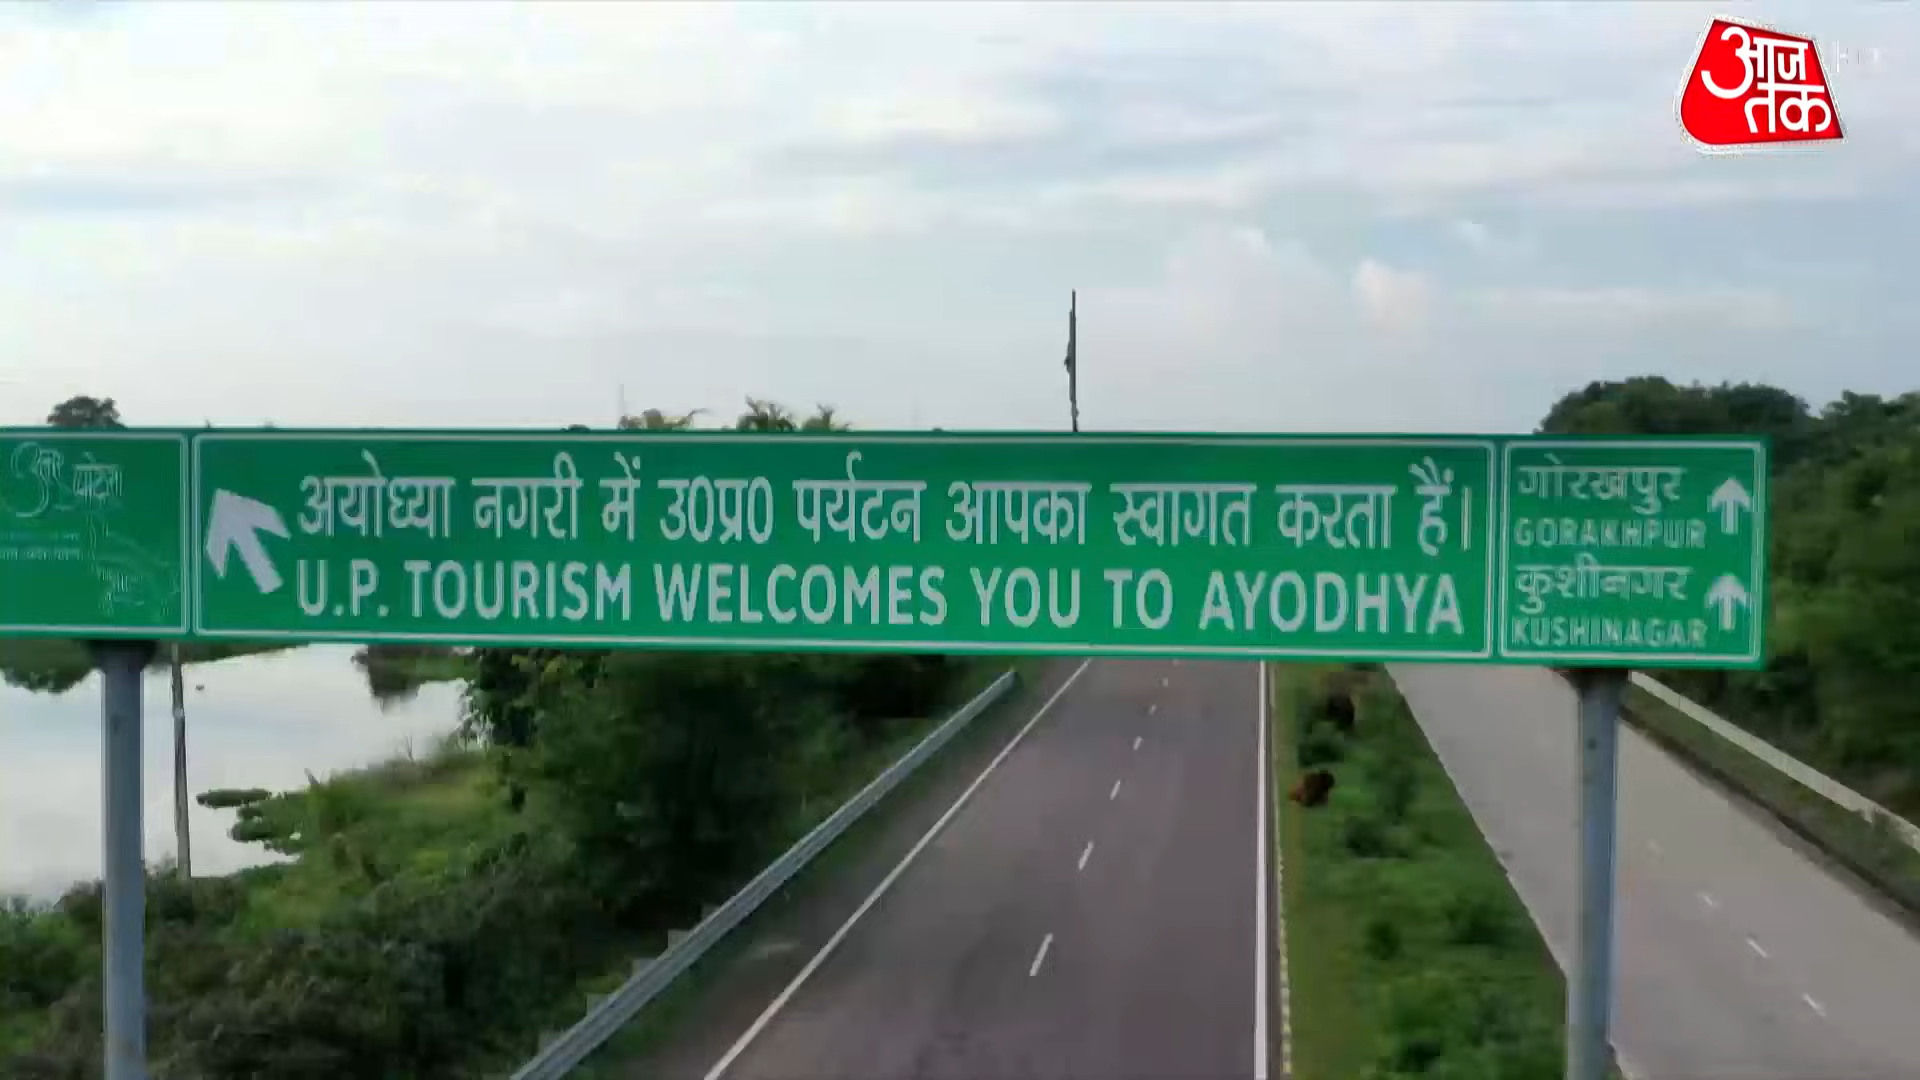 आज
तक
अयोध्या नगरी में उ0प्र0 पर्यटन आपका स्वागत करता हैं।
U.P. TOURISM WELCOMES YOU TO AYODHYA
गोरखपुर
GORAKHPUR
कुशीनगर
KUSHINAGAR